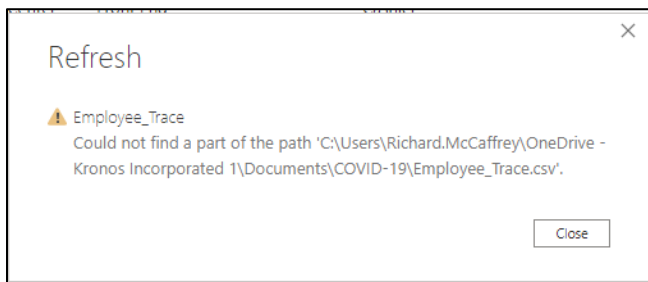 Refresh
Employee_Trace
Could not find a part of the path 'C:\Users\Richard.McCaffrey\OneDrive -
Kronos Incorporated 1\Documents\COVID-19\Employee_Trace.csv'.
Close